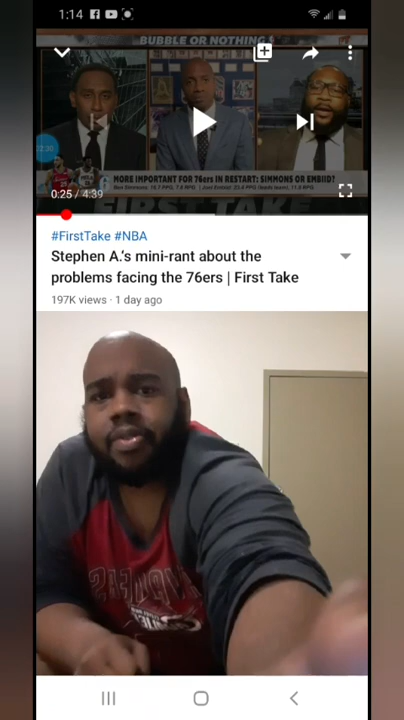 1:14
BUBBLE OR NOTHING
MORE IMPORTANT FOR 76ers IN RESTART: SIMMONS OR EMBIID?
0:25 / 4:39
FIRST TAKE
#FirstTake #NBA
Stephen A.'s mini-rant about the
problems facing the 76ers | First Take
197K views · 1 day ago